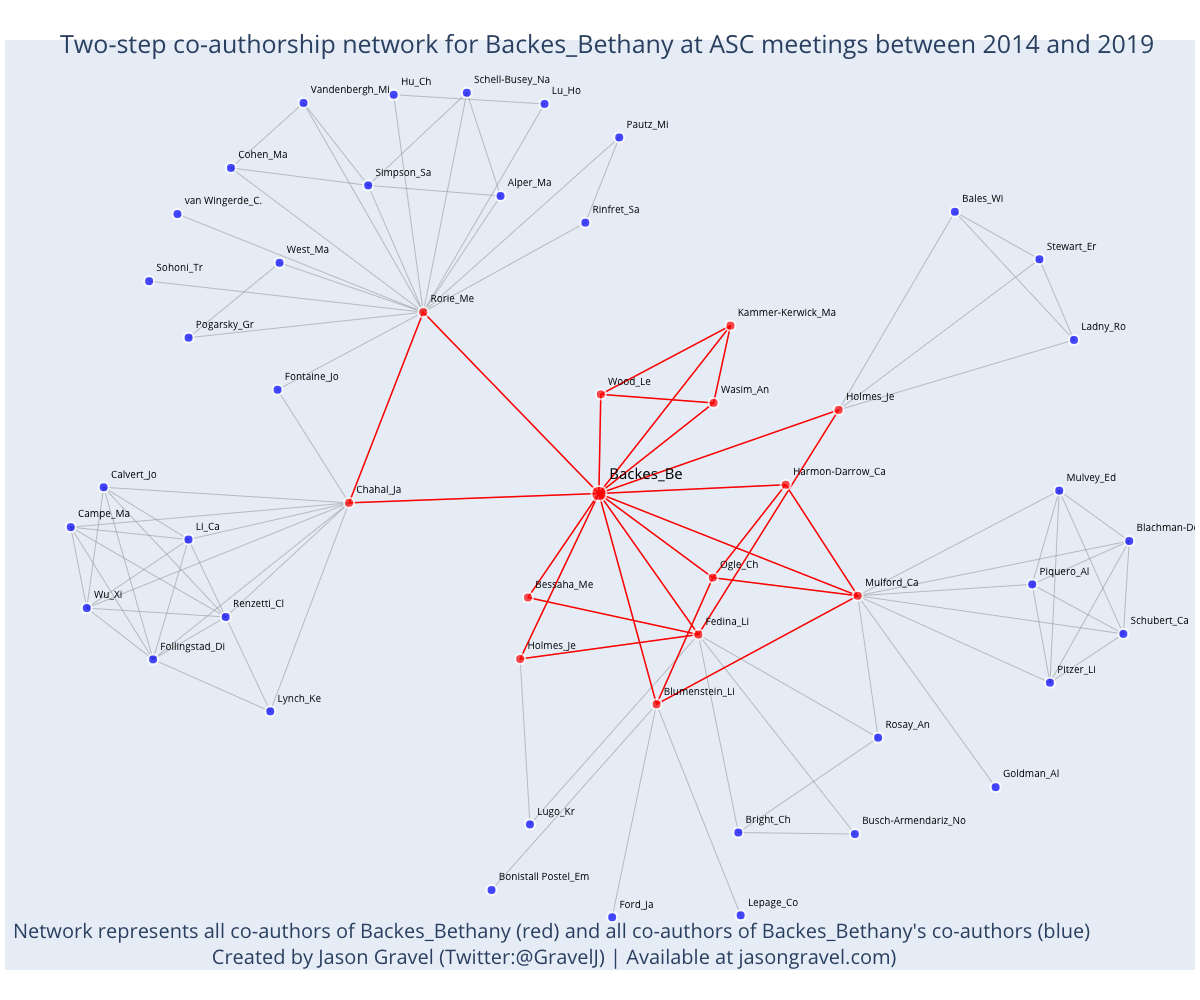 Two-step co-authorship network for Backes_Bethany at ASC meetings between 2014 and 2019
Schell-Busey_Na
Hu_Ch
Vandenbergh_Mi
Lu_Ho
Pautz_Mi
Cohen_Ma
Simpson_Sa
Alper_Ma
van Wingerde_C.
Rinfret_Sa
Bales_Wi
West_Ma
Stewart_Er
Sohoni_Tr
Rorie_Me
Kammer-Kerwick_Ma
Pogarsky_Gr
Ladny_Ro
Fontaine_Jo
Wood_Le
Wasim_An
Holmes_Je
Backes_Be
Harmon-Darrow_Ca
Calvert_Jo
Mulvey_Ed
Chahal_Ja
Campe_Ma
Li_Ca
Blachman-De
Ogle_Ch
Piquero_Al
Bessaha_Me
Mulford_Ca
Wu_Xi
Renzetti_Cl
Fedina_Li
Schubert_Ca
Follingstad_Di
Holmes_Je
Pitzer_Li
Lynch_Ke
Blumenstein_Li
Rosay_An
Goldman_Al
Lugo_Kr
Bright_Ch
Busch-Armendariz_No
Bonistall Postel_Em
Ford_Ja
Lepage_Co
Network represents all co-authors of Backes_Bethany (red) and all co-authors of Backes_Bethany's co-authors (blue)
Created by Jason Gravel (Twitter:@GravelJ) | Available at jasongravel.com)